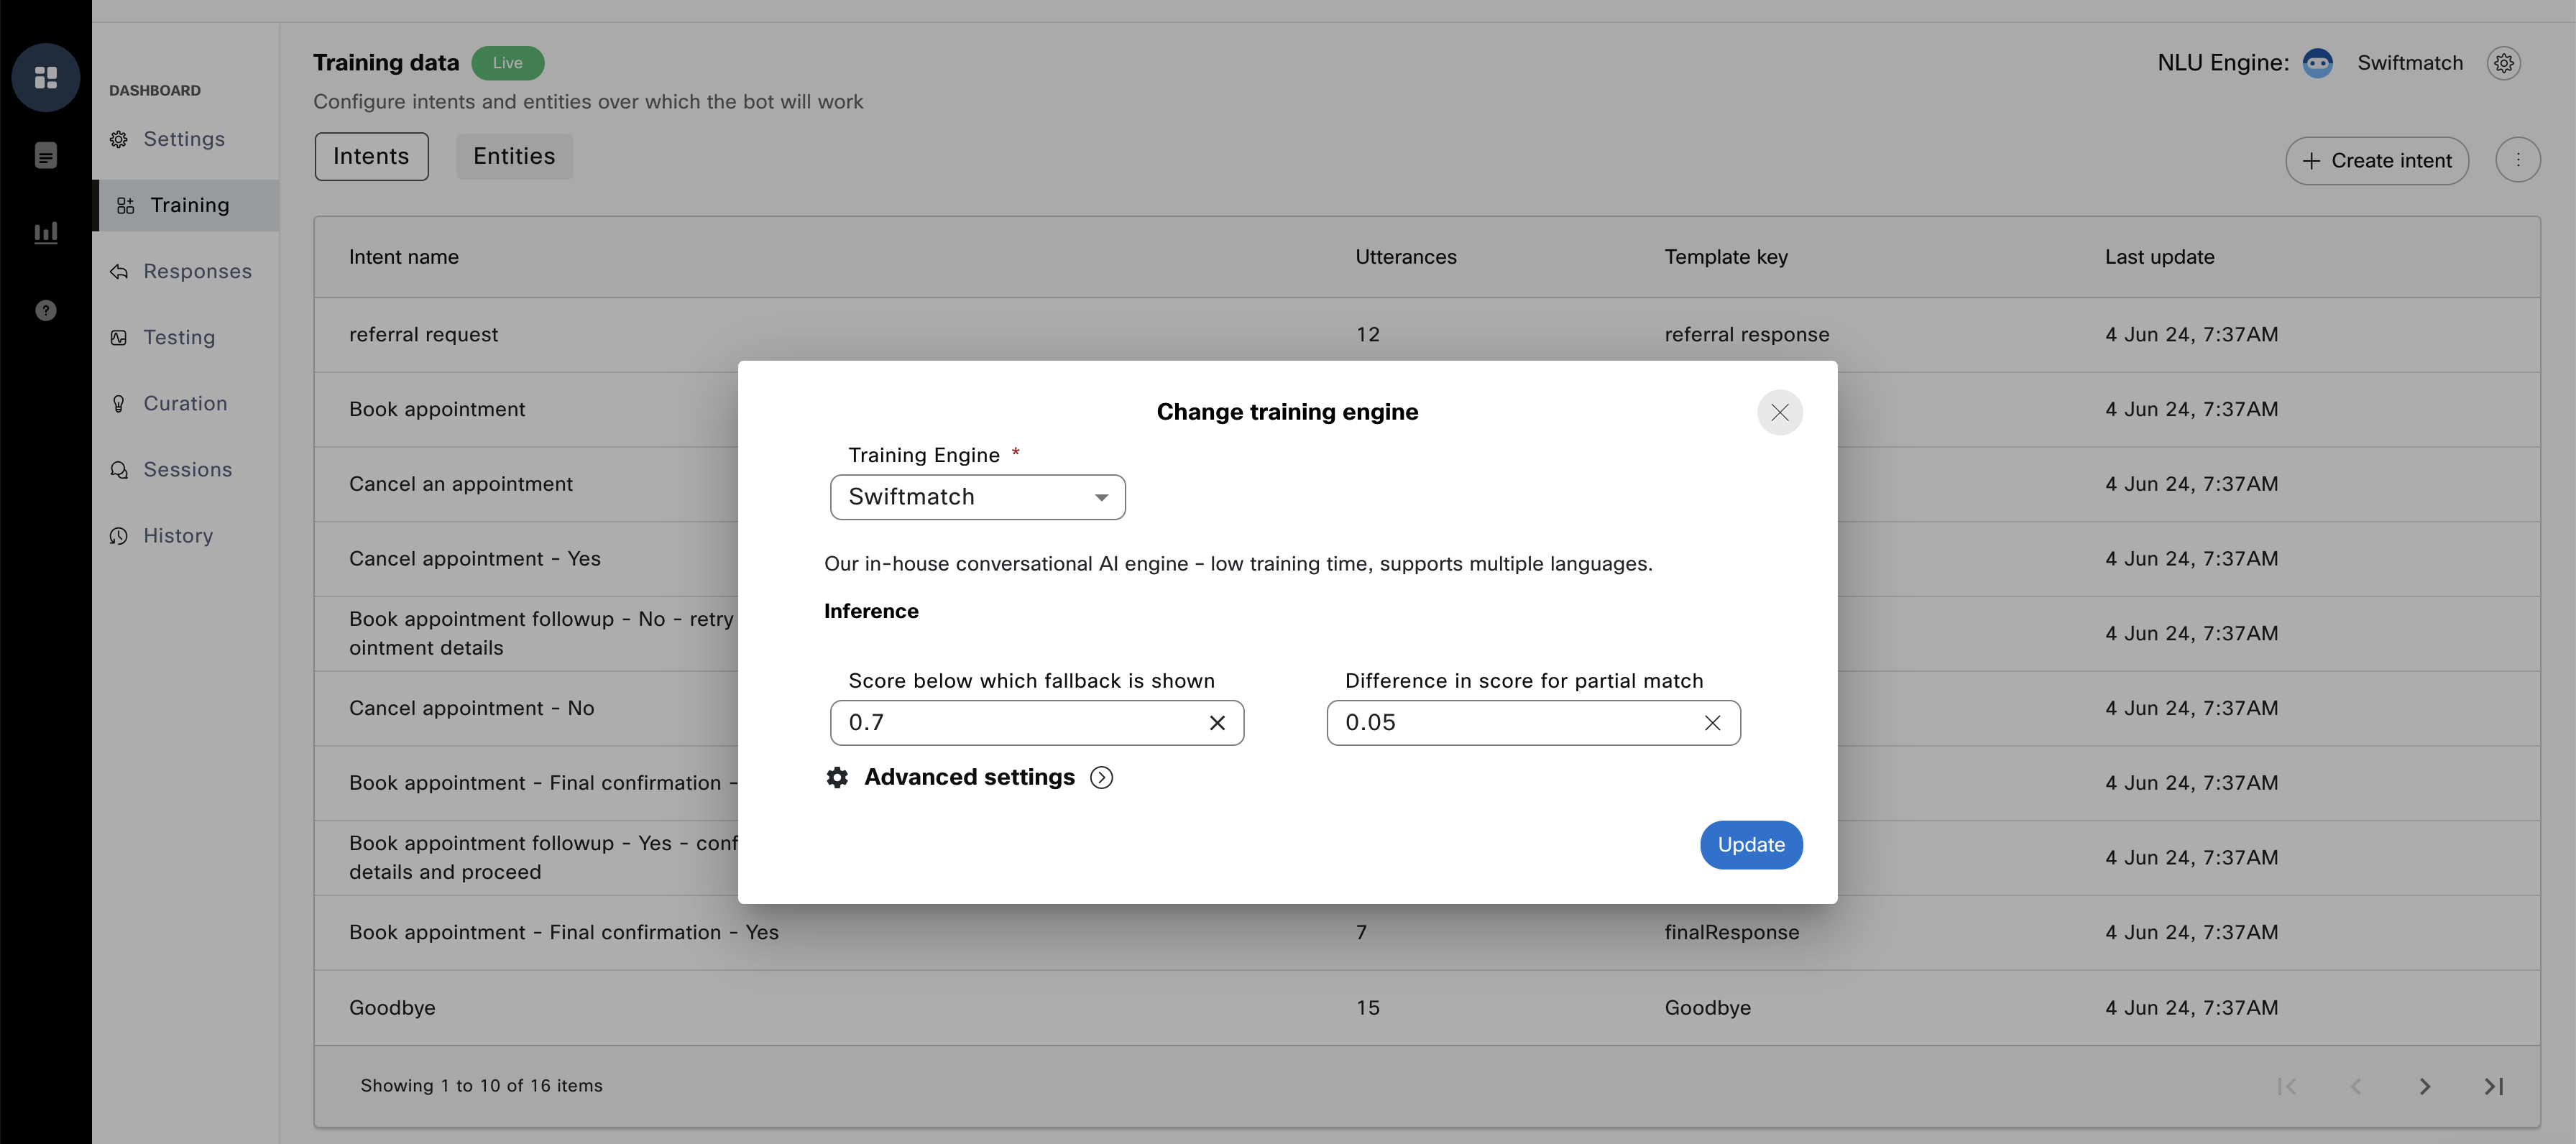 Training data Live
NLU Engine: Swiftmatch
DASHBOARD
Configure intents and entities over which the bot will work
Settings
Intents Entities
+ Create intent
Training
Intent name Utterances Template key Last update
Responses
referral request 12 referral response 4 Jun 24, 7:37AM
Testing
Book appointment 4 Jun 24, 7:37AM
Curation
Cancel an appointment 4 Jun 24, 7:37AM
Sessions
Cancel appointment - Yes 4 Jun 24, 7:37AM
History
Book appointment followup - No - retry
ointment details 4 Jun 24, 7:37AM
Cancel appointment - No 4 Jun 24, 7:37AM
Book appointment - Final confirmation - 4 Jun 24, 7:37AM
Book appointment followup - Yes - conf
details and proceed 4 Jun 24, 7:37AM
Book appointment - Final confirmation - Yes 7 finalResponse 4 Jun 24, 7:37AM
Goodbye 15 Goodbye 4 Jun 24, 7:37AM
Showing 1 to 10 of 16 items
Change training engine
Training Engine *
Swiftmatch
Our in-house conversational AI engine – low training time, supports multiple languages.
Inference
Score below which fallback is shown Difference in score for partial match
0.7 0.05
Advanced settings
Update